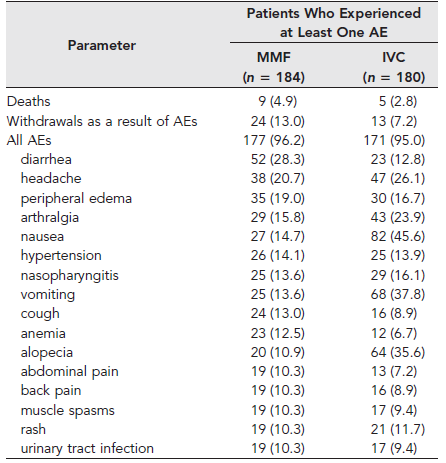 Patients Who Experienced
at Least One AE
Parameter
MMF IVC
(n = 184) (n = 180)
Deaths 9 (4.9) 5 (2.8)
Withdrawals as a result of AEs 24 (13.0) 13 (7.2)
All AEs 177 (96.2) 171 (95.0)
diarrhea 52 (28.3) 23 (12.8)
headache 38 (20.7) 47 (26.1)
peripheral edema 35 (19.0) 30 (16.7)
arthralgia 29 (15.8) 43 (23.9)
nausea 27 (14.7) 82 (45.6)
hypertension 26 (14.1) 25 (13.9)
nasopharyngitis 25 (13.6) 29 (16.1)
vomiting 25 (13.6) 68 (37.8)
cough 24 (13.0) 16 (8.9)
anemia 23 (12.5) 12 (6.7)
alopecia 20 (10.9) 64 (35.6)
abdominal pain 19 (10.3) 13 (7.2)
back pain 19 (10.3) 16 (8.9)
muscle spasms 19 (10.3) 17 (9.4)
rash 19 (10.3) 21 (11.7)
urinary tract infection 19 (10.3) 17 (9.4)